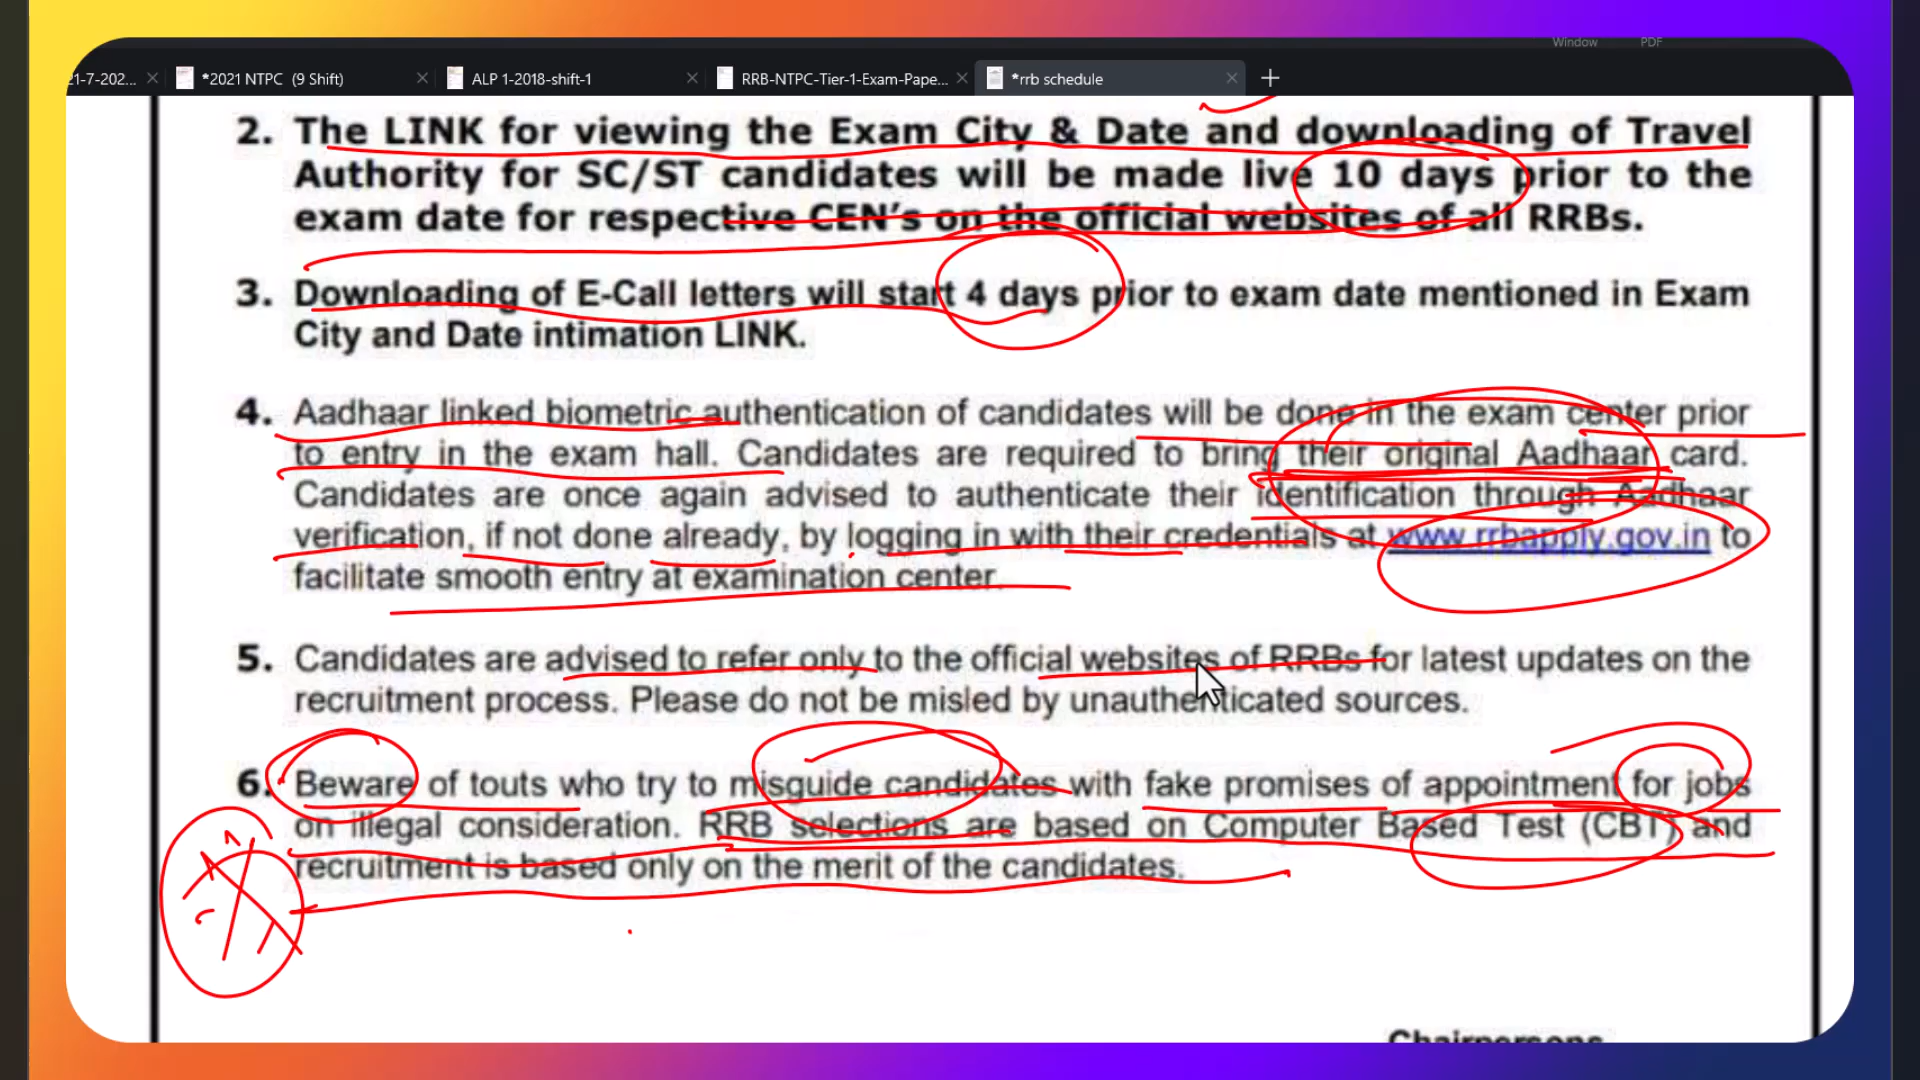 Window PDF
21-7-202... *2021 NTPC (9 Shift) ALP 1-2018-shift-1 RRB-NTPC-Tier-1-Exam-Pape... *rrb schedule
2. The LINK for viewing the Exam City & Date and downloading of Travel
Authority for SC/ST candidates will be made live 10 days prior to the
exam date for respective CEN's on the official websites of all RRBs.
3. Downloading of E-Call letters will start 4 days prior to exam date mentioned in Exam
City and Date intimation LINK.
4. Aadhaar linked biometric authentication of candidates will be done in the exam center prior
to entry in the exam hall. Candidates are required to bring their original Aadhaar card.
Candidates are once again advised to authenticate their identification through Aadhaar
verification, if not done already, by logging in with their credentials at www.rrbapply.gov.in to
facilitate smooth entry at examination center.
5. Candidates are advised to refer only to the official websites of RRBs for latest updates on the
recruitment process. Please do not be misled by unauthenticated sources.
6. Beware of touts who try to misguide candidates with fake promises of appointment for jobs
on illegal consideration. RRB selections are based on Computer Based Test (CBT) and
recruitment is based only on the merit of the candidates.
Chairpersons